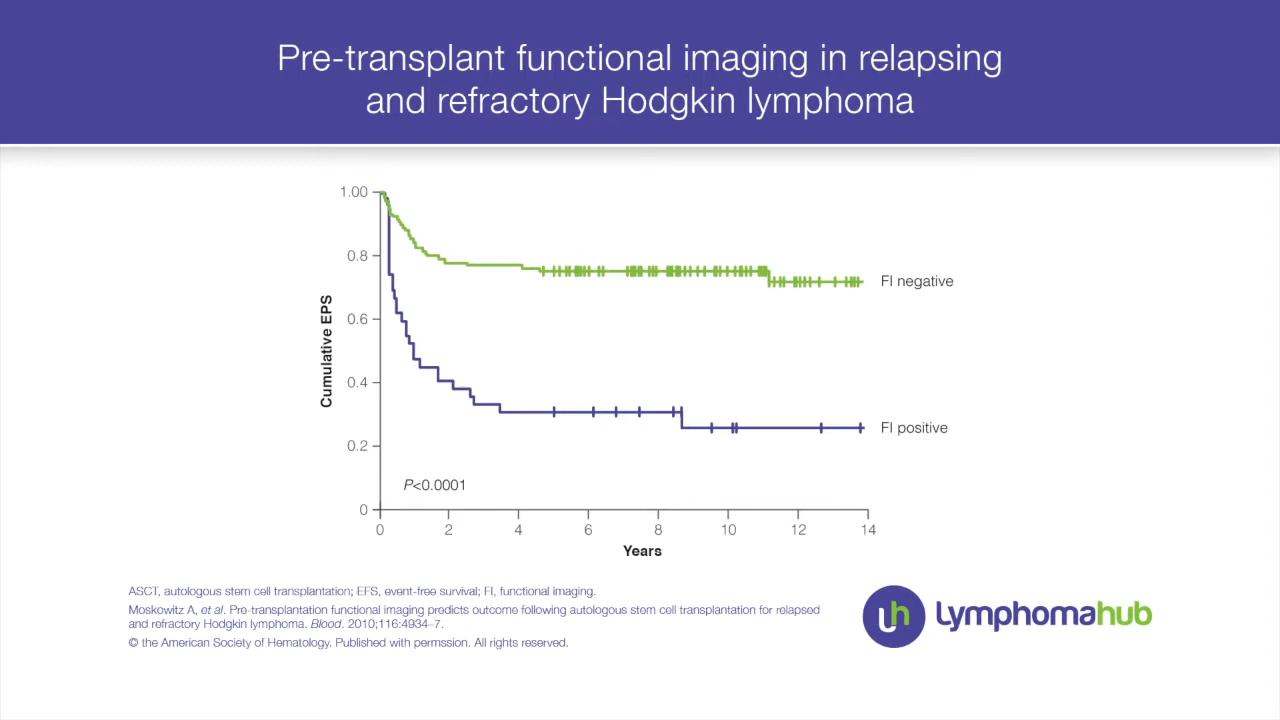 Pre-transplant functional imaging in relapsing
and refractory Hodgkin lymphoma
1.00
0.8
0.6
0.4
0.2
0
Cumulative EPS
FI negative
FI positive
P<0.0001
0 2 4 6 8 10 12 14
Years
ASCT, autologous stem cell transplantation; EFS, event-free survival; FI, functional imaging.
Moskowitz A, et al. Pre-transplantation functional imaging predicts outcome following autologous stem cell transplantation for relapsed
and refractory Hodgkin lymphoma. Blood. 2010;116:4934–7.
© the American Society of Hematology. Published with permssion. All rights reserved.
lh Lymphomahub